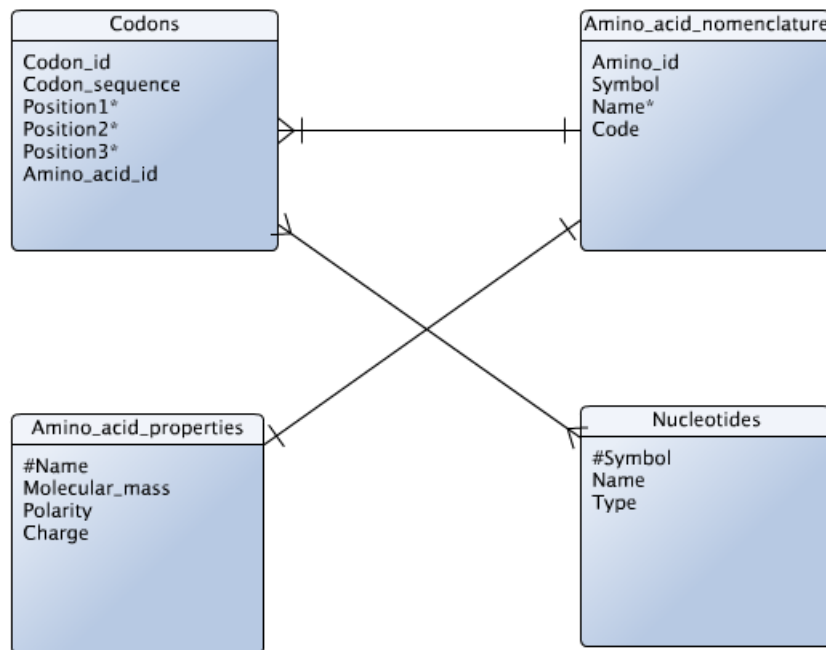 Codons
Codon_id
Codon_sequence
Position1*
Position2*
Position3*
Amino_acid_id
Amino_acid_nomenclature
Amino_id
Symbol
Name*
Code
Amino_acid_properties
#Name
Molecular_mass
Polarity
Charge
Nucleotides
#Symbol
Name
Type